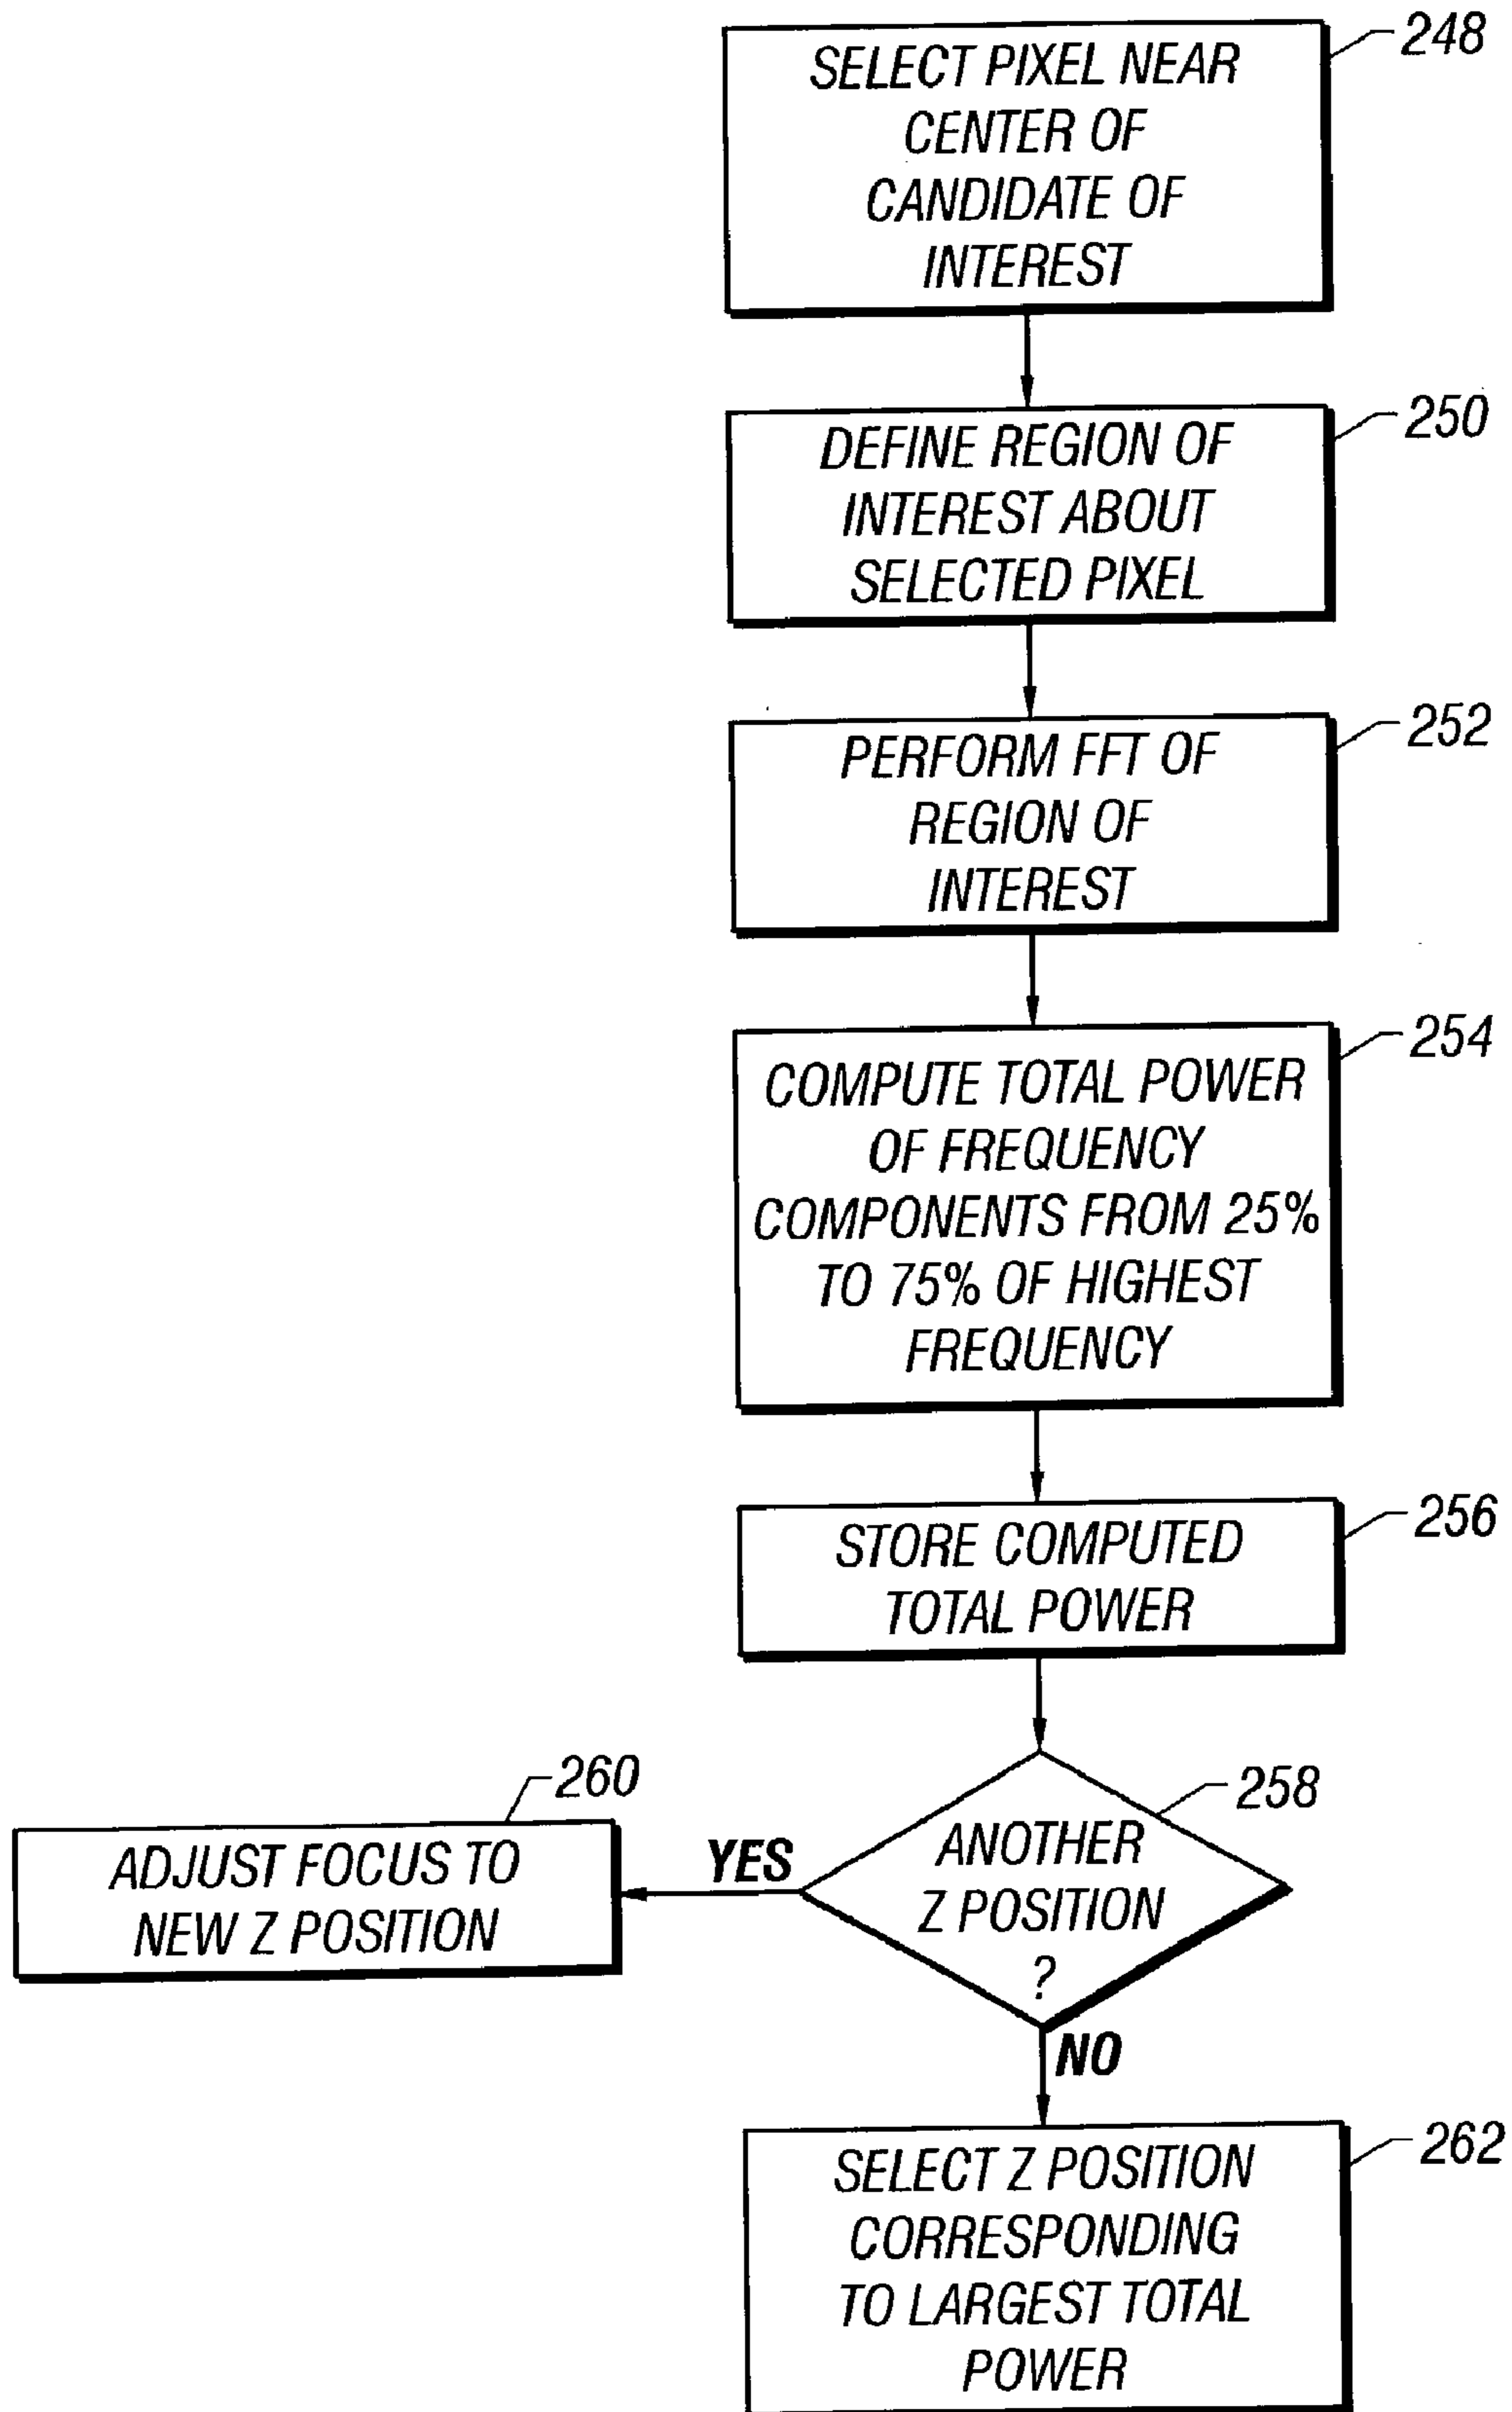 248
SELECT PIXEL NEAR
CENTER OF
CANDIDATE OF
INTEREST
250
DEFINE REGION OF
INTEREST ABOUT
SELECTED PIXEL
252
PERFORM FFT OF
REGION OF
INTEREST
254
COMPUTE TOTAL POWER
OF FREQUENCY
COMPONENTS FROM 25%
TO 75% OF HIGHEST
FREQUENCY
256
STORE COMPUTED
TOTAL POWER
258
ANOTHER
Z POSITION
?
YES
260
ADJUST FOCUS TO
NEW Z POSITION
NO
262
SELECT Z POSITION
CORRESPONDING
TO LARGEST TOTAL
POWER